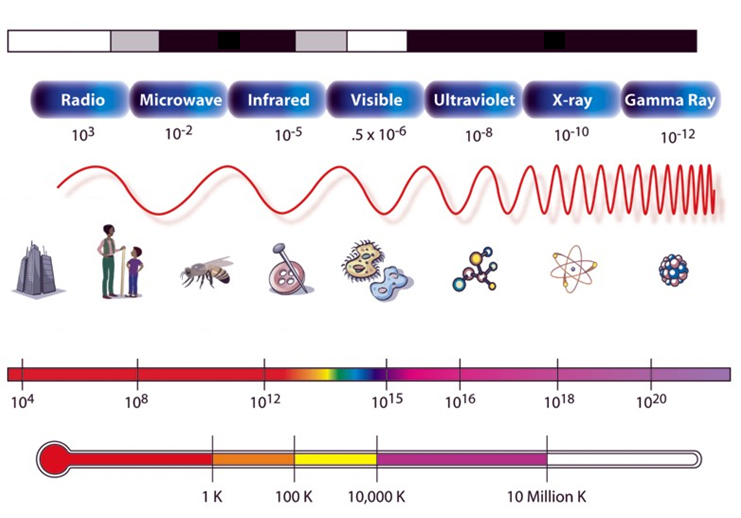 Radio Microwave Infrared Visible Ultraviolet X-ray Gamma Ray
10³ 10⁻² 10⁻⁵ .5 x 10⁻⁶ 10⁻⁸ 10⁻¹⁰ 10⁻¹²
10⁴ 10⁸ 10¹² 10¹⁵ 10¹⁶ 10¹⁸ 10²⁰
1 K 100 K 10,000 K 10 Million K